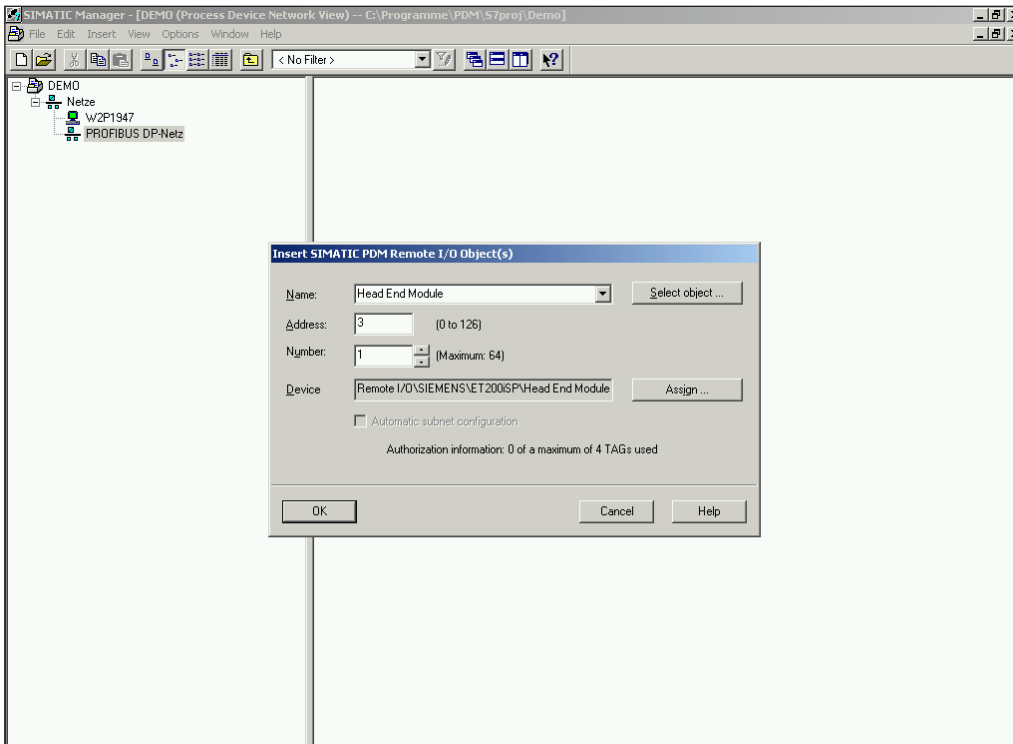 SIMATIC Manager - [DEMO (Process Device Network View) -- C:\Programme\PDM\S7proj\Demo]
File Edit Insert View Options Window Help
< No Filter >
DEMO
Netze
W2P1947
PROFIBUS DP-Netz
Insert SIMATIC PDM Remote I/O Object(s)
Name: Head End Module Select object ...
Address: 3 (0 to 126)
Number: 1 (Maximum: 64)
Device Remote I/O\SIEMENS\ET200iSP\Head End Module Assign ...
Automatic subnet configuration
Authorization information: 0 of a maximum of 4 TAGs used
OK Cancel Help